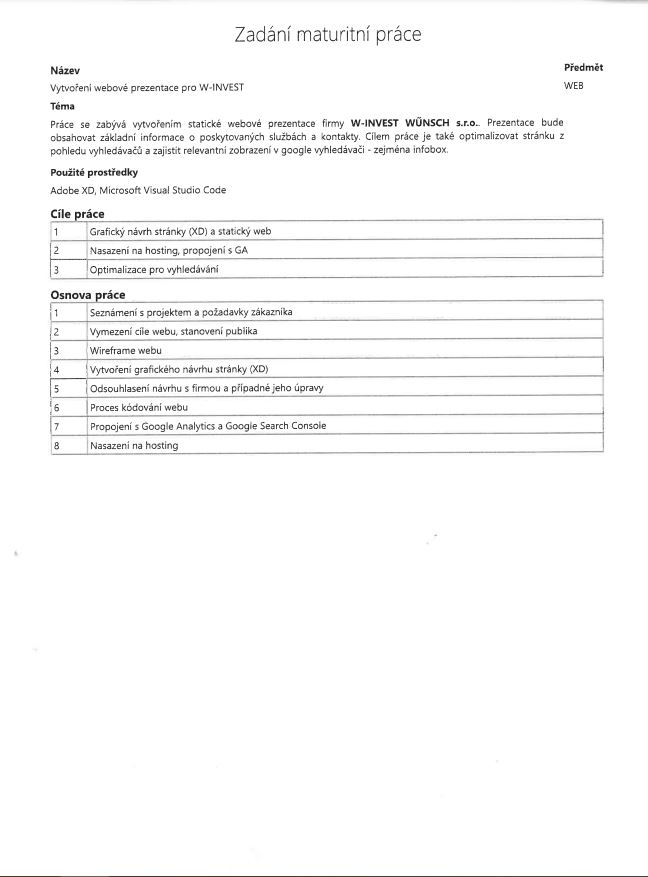 Zadání maturitní práce
Název
Předmět
Vytvoření webové prezentace pro W-INVEST
WEB
Téma
Práce se zabývá vytvořením statické webové prezentace firmy W-INVEST WÜNSCH s.r.o.. Prezentace bude
obsahovat základní informace o poskytovaných službách a kontakty. Cílem práce je také optimalizovat stránku z
pohledu vyhledávačů a zajistit relevantní zobrazení v google vyhledávači - zejména infobox.
Použité prostředky
Adobe XD, Microsoft Visual Studio Code
Cíle práce
1 Grafický návrh stránky (XD) a statický web
2 Nasazení na hosting, propojení s GA
3 Optimalizace pro vyhledávání
Osnova práce
1 Seznámení s projektem a požadavky zákazníka
2 Vymezení cíle webu, stanovení publika
3 Wireframe webu
4 Vytvoření grafického návrhu stránky (XD)
5 Odsouhlasení návrhu s firmou a případné jeho úpravy
6 Proces kódování webu
7 Propojení s Google Analytics a Google Search Console
8 Nasazení na hosting